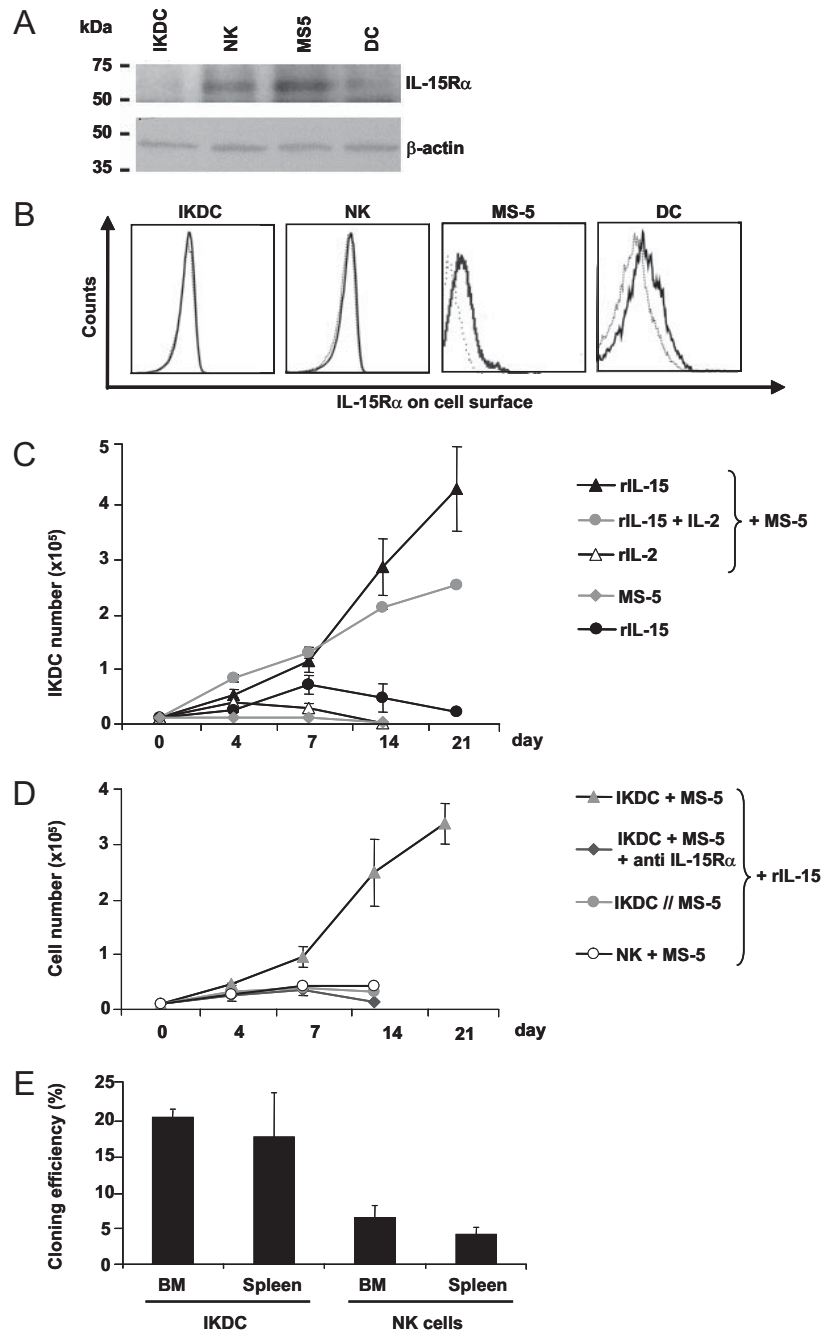 A
kDa
IKDC
NK
MS5
DC
75
50
IL-15Rα
50
35
β-actin
B
IKDC
NK
MS-5
DC
Counts
IL-15Rα on cell surface
C
IKDC number (x10⁵)
5
4
3
2
1
0
0 4 7 14 21 day
rIL-15
rIL-15 + IL-2
rIL-2
+ MS-5
MS-5
rIL-15
D
Cell number (x10⁵)
4
3
2
1
0
0 4 7 14 21 day
IKDC + MS-5
IKDC + MS-5
+ anti IL-15Rα
IKDC // MS-5
NK + MS-5
+ rIL-15
E
Cloning efficiency (%)
25
20
15
10
5
0
BM Spleen BM Spleen
IKDC NK cells